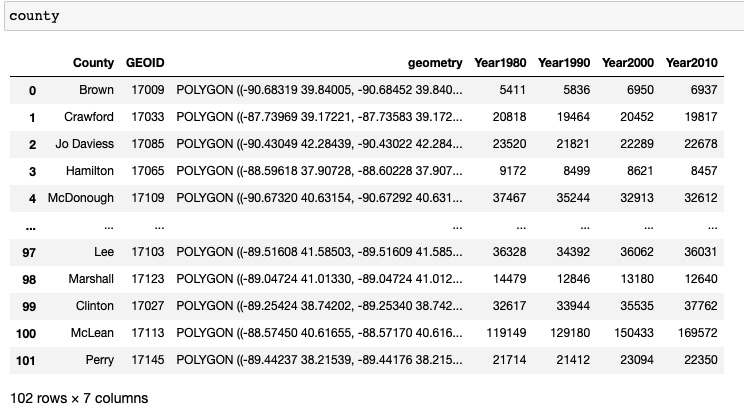 county
County GEOID geometry Year1980 Year1990 Year2000 Year2010
0 Brown 17009 POLYGON ((-90.68319 39.84005, -90.68452 39.840... 5411 5836 6950 6937
1 Crawford 17033 POLYGON ((-87.73969 39.17221, -87.73583 39.172... 20818 19464 20452 19817
2 Jo Daviess 17085 POLYGON ((-90.43049 42.28439, -90.43022 42.284... 23520 21821 22289 22678
3 Hamilton 17065 POLYGON ((-88.59618 37.90728, -88.60228 37.907... 9172 8499 8621 8457
4 McDonough 17109 POLYGON ((-90.67320 40.63154, -90.67292 40.631... 37467 35244 32913 32612
... ... ... ... ... ... ... ...
97 Lee 17103 POLYGON ((-89.51608 41.58503, -89.51609 41.585... 36328 34392 36062 36031
98 Marshall 17123 POLYGON ((-89.04724 41.01330, -89.04724 41.012... 14479 12846 13180 12640
99 Clinton 17027 POLYGON ((-89.25424 38.74202, -89.25340 38.742... 32617 33944 35535 37762
100 McLean 17113 POLYGON ((-88.57450 40.61655, -88.57170 40.616... 119149 129180 150433 169572
101 Perry 17145 POLYGON ((-89.44237 38.21539, -89.44176 38.215... 21714 21412 23094 22350
102 rows × 7 columns